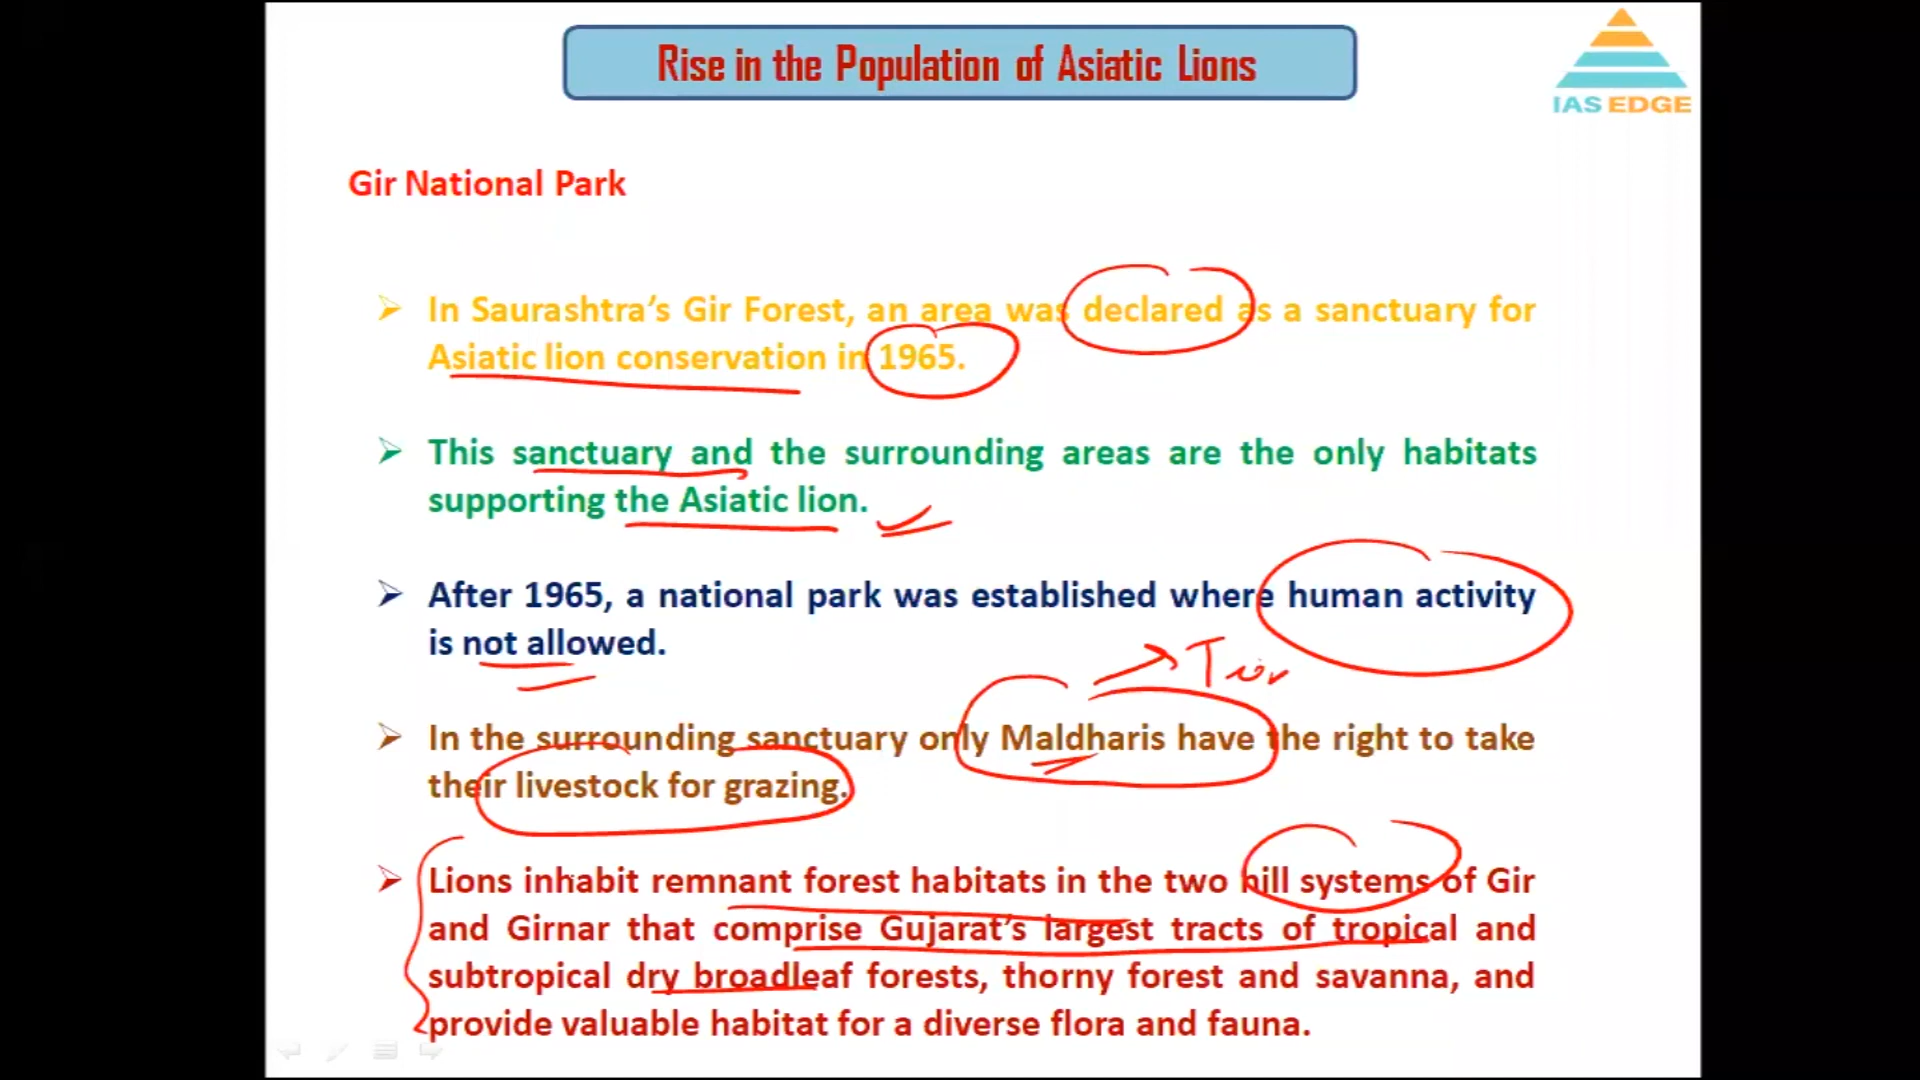 Rise in the Population of Asiatic Lions
IAS EDGE
Gir National Park
In Saurashtra's Gir Forest, an area was declared as a sanctuary for
Asiatic lion conservation in 1965.
This sanctuary and the surrounding areas are the only habitats
supporting the Asiatic lion.
After 1965, a national park was established where human activity
is not allowed.
In the surrounding sanctuary only Maldharis have the right to take
their livestock for grazing.
Lions inhabit remnant forest habitats in the two hill systems of Gir
and Girnar that comprise Gujarat's largest tracts of tropical and
subtropical dry broadleaf forests, thorny forest and savanna, and
provide valuable habitat for a diverse flora and fauna.